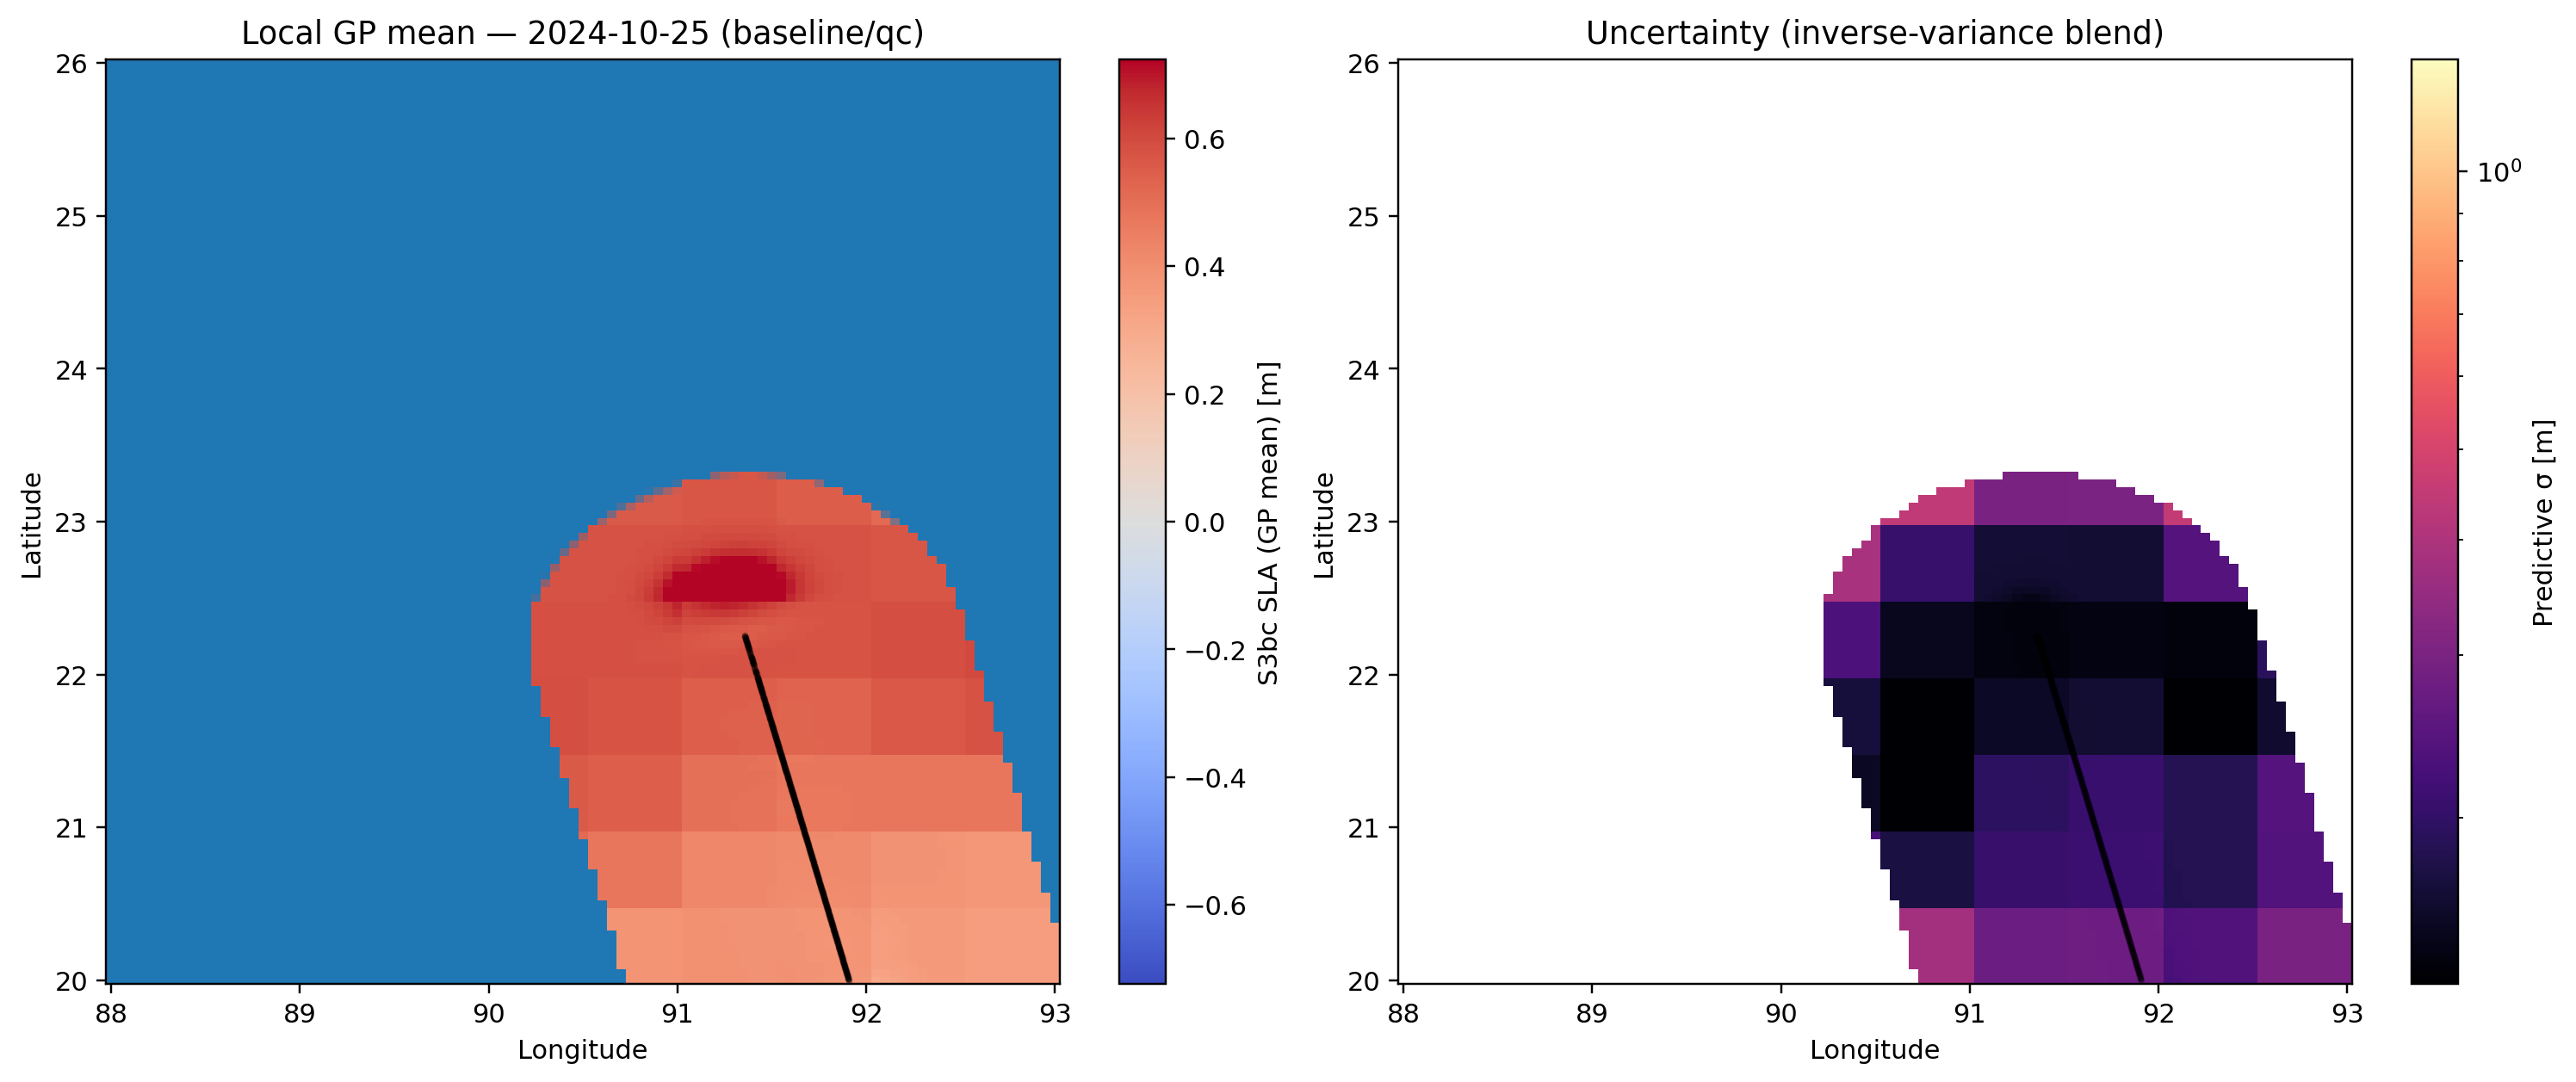 Local GP mean — 2024-10-25 (baseline/qc)
26
25
24
23
22
21
20
Latitude
88 89 90 91 92 93
Longitude
0.6
0.4
0.2
0.0
−0.2
−0.4
−0.6
S3bc SLA (GP mean) [m]
Uncertainty (inverse-variance blend)
26
25
24
23
22
21
20
Latitude
88 89 90 91 92 93
Longitude
10⁰
Predictive σ [m]